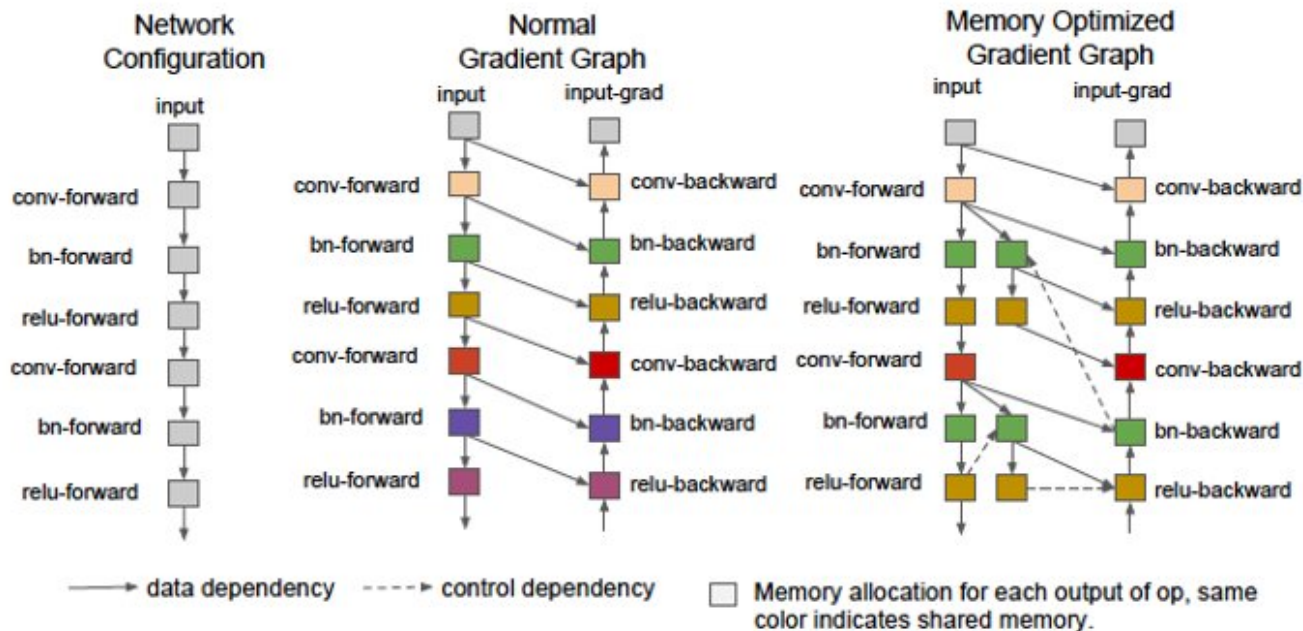 Network
Configuration
input
conv-forward
bn-forward
relu-forward
conv-forward
bn-forward
relu-forward
Normal
Gradient Graph
input
input-grad
conv-forward
conv-backward
bn-forward
bn-backward
relu-forward
relu-backward
conv-forward
conv-backward
bn-forward
bn-backward
relu-forward
relu-backward
Memory Optimized
Gradient Graph
input
input-grad
conv-forward
conv-backward
bn-forward
bn-backward
relu-forward
relu-backward
conv-forward
conv-backward
bn-forward
bn-backward
relu-forward
relu-backward
data dependency
control dependency
Memory allocation for each output of op, same
color indicates shared memory.